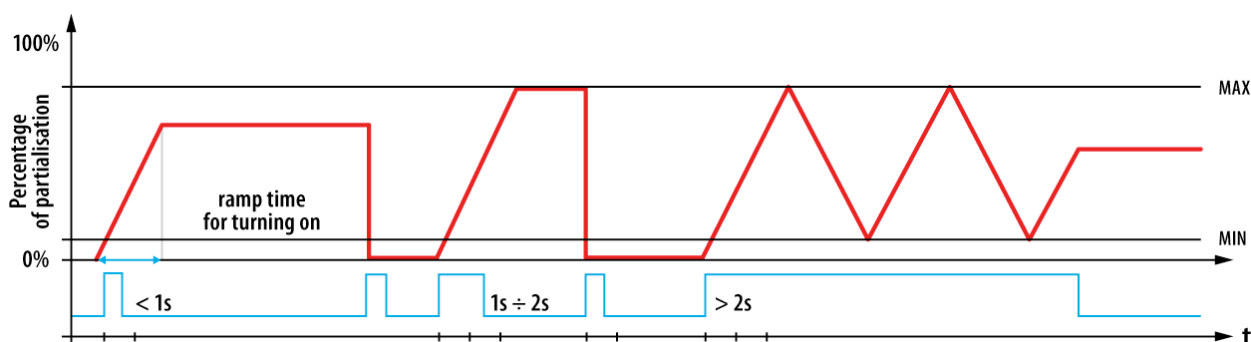 100%
MAX
Percentage
of partialisation
ramp time
for turning on
MIN
0%
< 1s
1s ÷ 2s
> 2s
t